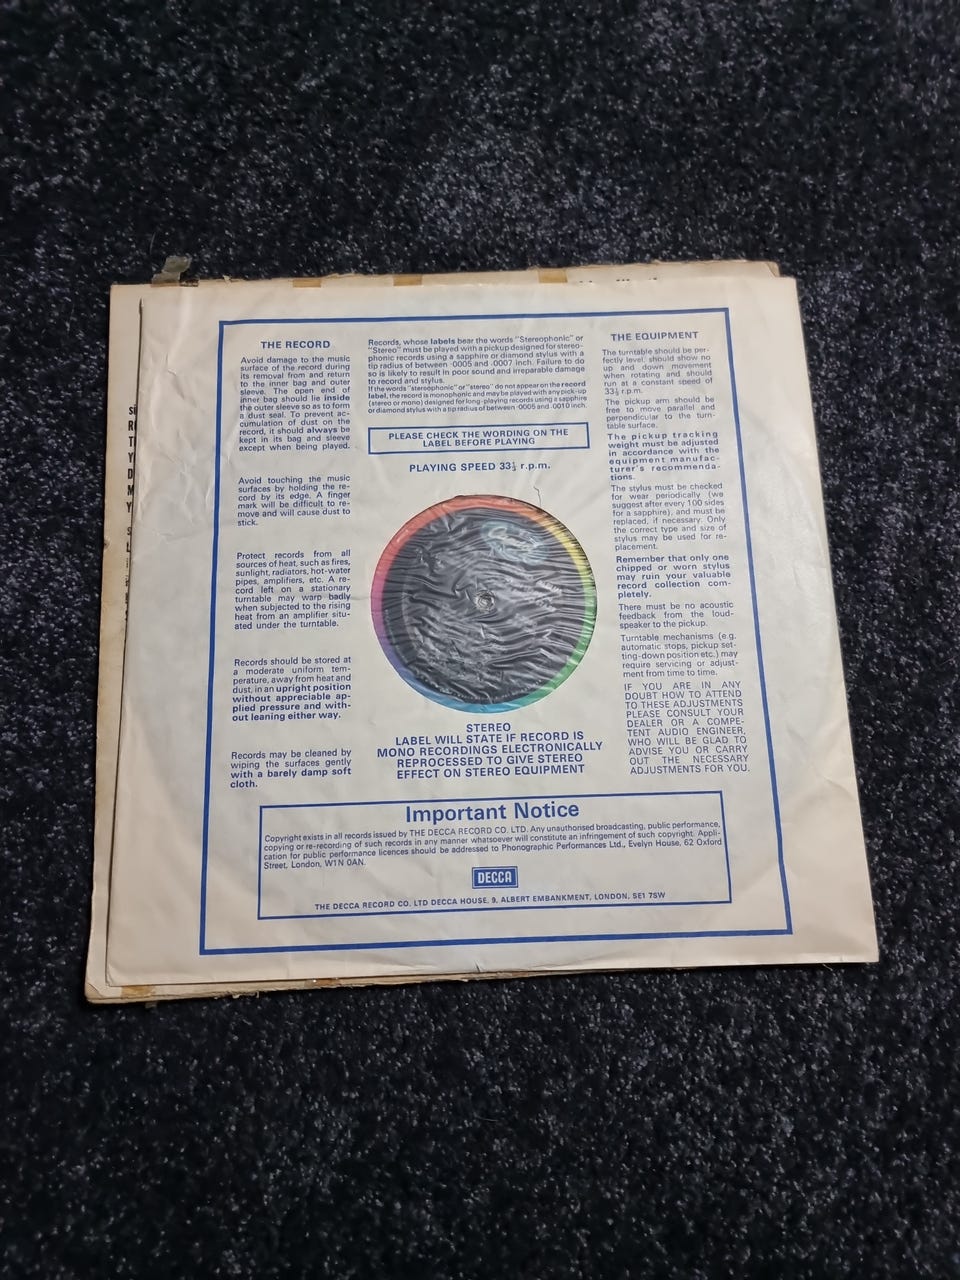 THE RECORD
Avoid damage to the music
surface of the record during
its removal from and return
to the inner bag and outer
sleeve. The open end of
inner bag should lie inside
the outer sleeve so as to form
a dust seal. To prevent ac-
cumulation of dust on the
record, it should always be
kept in its bag and sleeve
except when being played.
Avoid touching the music
surfaces by holding the re-
cord by its edge. A finger
mark will be difficult to re-
move and will cause dust to
stick.
Protect records from all
sources of heat, such as fires,
sunlight, radiators, hot-water
pipes, amplifiers, etc. A re-
cord left on a stationary
turntable may warp badly
when subjected to the rising
heat from an amplifier situ-
ated under the turntable.
Records should be stored at
a moderate uniform tem-
perature, away from heat and
dust, in an upright position
without appreciable ap-
plied pressure and with-
out leaning either way.
Records may be cleaned by
wiping the surfaces gently
with a barely damp soft
cloth.
Records, whose labels bear the words "Stereophonic" or
"Stereo" must be played with a pickup designed for stereo-
phonic records using a sapphire or diamond stylus with a
tip radius of between ·0005 and ·0007 inch. Failure to do
so is likely to result in poor sound and irreparable damage
to record and stylus.
If the words "stereophonic" or "stereo" do not appear on the record
label, the record is monophonic and may be played with any pick-up
(stereo or mono) designed for long-playing records using a sapphire
or diamond stylus with a tip radius of between ·0005 and ·0010 inch.
PLEASE CHECK THE WORDING ON THE
LABEL BEFORE PLAYING
PLAYING SPEED 33⅓ r.p.m.
Capitol
STEREO
LABEL WILL STATE IF RECORD IS
MONO RECORDINGS ELECTRONICALLY
REPROCESSED TO GIVE STEREO
EFFECT ON STEREO EQUIPMENT
THE EQUIPMENT
The turntable should be per-
fectly level, should show no
up and down movement
when rotating and should
run at a constant speed of
33⅓ r.p.m.
The pickup arm should be
free to move parallel and
perpendicular to the turn-
table surface.
The pickup tracking
weight must be adjusted
in accordance with the
equipment manufac-
turer's recommenda-
tions.
The stylus must be checked
for wear periodically (we
suggest after every 100 sides
for a sapphire), and must be
replaced, if necessary. Only
the correct type and size of
stylus may be used for re-
placement.
Remember that only one
chipped or worn stylus
may ruin your valuable
record collection com-
pletely.
There must be no acoustic
feedback from the loud-
speaker to the pickup.
Turntable mechanisms (e.g.
automatic stops, pickup set-
ting-down position etc.) may
require servicing or adjust-
ment from time to time.
IF YOU ARE IN ANY
DOUBT HOW TO ATTEND
TO THESE ADJUSTMENTS
PLEASE CONSULT YOUR
DEALER OR A COMPE-
TENT AUDIO ENGINEER,
WHO WILL BE GLAD TO
ADVISE YOU OR CARRY
OUT THE NECESSARY
ADJUSTMENTS FOR YOU.
Important Notice
Copyright exists in all records issued by THE DECCA RECORD CO. LTD. Any unauthorised broadcasting, public performance,
copying or re-recording of such records in any manner whatsoever will constitute an infringement of such copyright. Appli-
cation for public performance licences should be addressed to Phonographic Performances Ltd., Evelyn House, 62 Oxford
Street, London, W1N 0AN.
DECCA
THE DECCA RECORD CO. LTD DECCA HOUSE, 9, ALBERT EMBANKMENT, LONDON, SE1 7SW